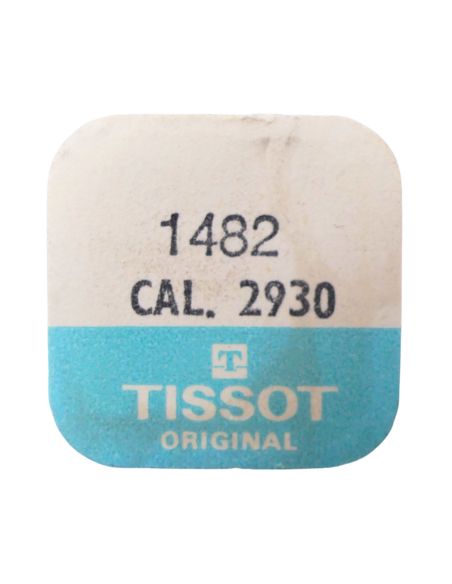 1482
CAL. 2930
T
TISSOT
ORIGINAL